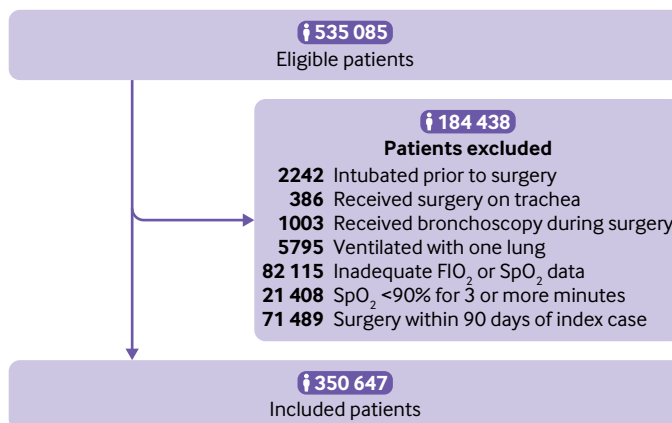 535 085
Eligible patients
184 438
Patients excluded
2242 Intubated prior to surgery
386 Received surgery on trachea
1003 Received bronchoscopy during surgery
5795 Ventilated with one lung
82 115 Inadequate FIO₂ or SpO₂ data
21 408 SpO₂ <90% for 3 or more minutes
71 489 Surgery within 90 days of index case
350 647
Included patients